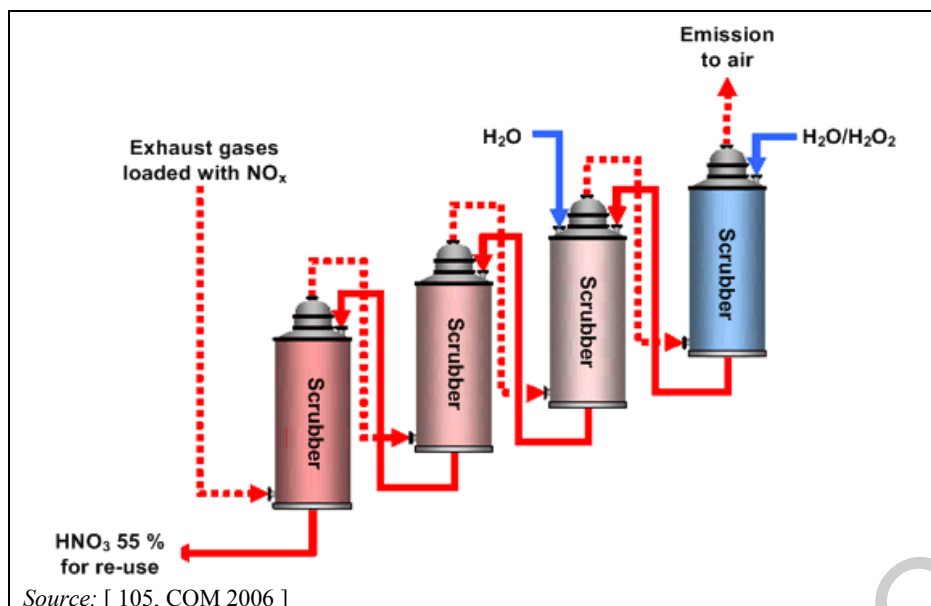 Emission
to air
H₂O
H₂O/H₂O₂
Exhaust gases
loaded with NOₓ
Scrubber
Scrubber
Scrubber
Scrubber
HNO₃ 55 %
for re-use
Source: [ 105, COM 2006 ]